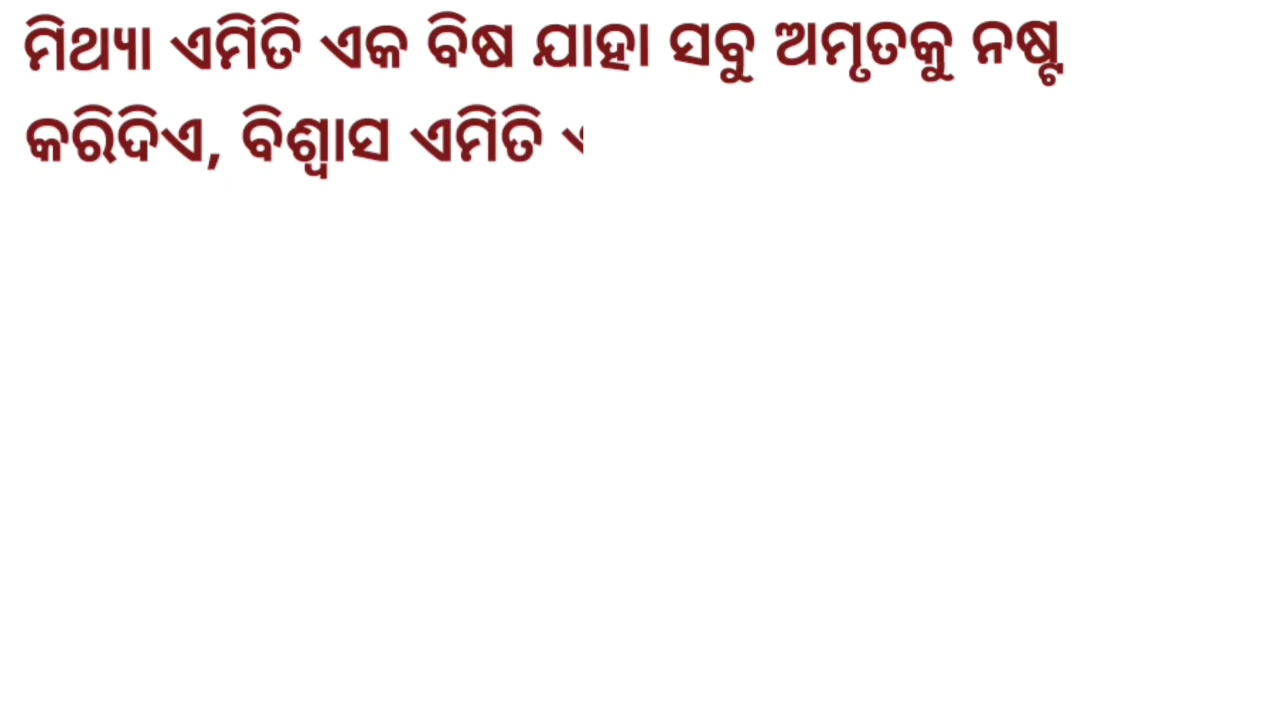 ମିଥ୍ୟା ଏମିତି ଏକ ବିଷ ଯାହା ସବୁ ଅମୃତକୁ ନଷ୍ଟ
କରିଦିଏ, ବିଶ୍ୱାସ ଏମିତି